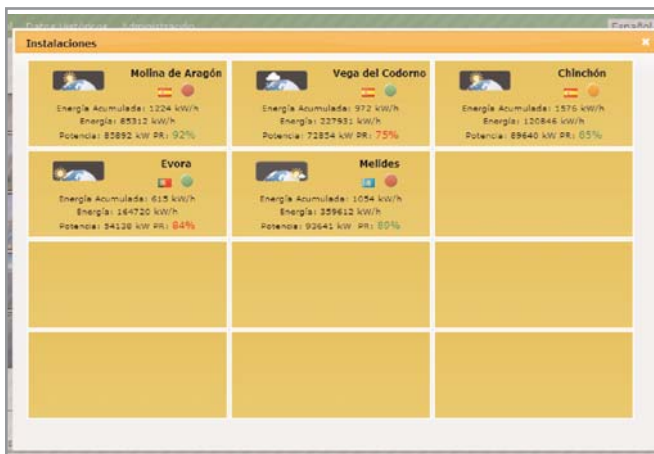 Datos Históricos Administración Español
Instalaciones
Molina de Aragón
Energía Acumulada: 1224 kW/h
Energía: 85312 kW/h
Potencia: 85892 kW PR: 92%
Vega del Codorno
Energía Acumulada: 972 kW/h
Energía: 227931 kW/h
Potencia: 72854 kW PR: 75%
Chinchón
Energía Acumulada: 1576 kW/h
Energía: 120846 kW/h
Potencia: 89640 kW PR: 85%
Evora
Energía Acumulada: 615 kW/h
Energía: 164720 kW/h
Potencia: 94138 kW PR: 84%
Melides
Energía Acumulada: 1054 kW/h
Energía: 359612 kW/h
Potencia: 93641 kW PR: 80%